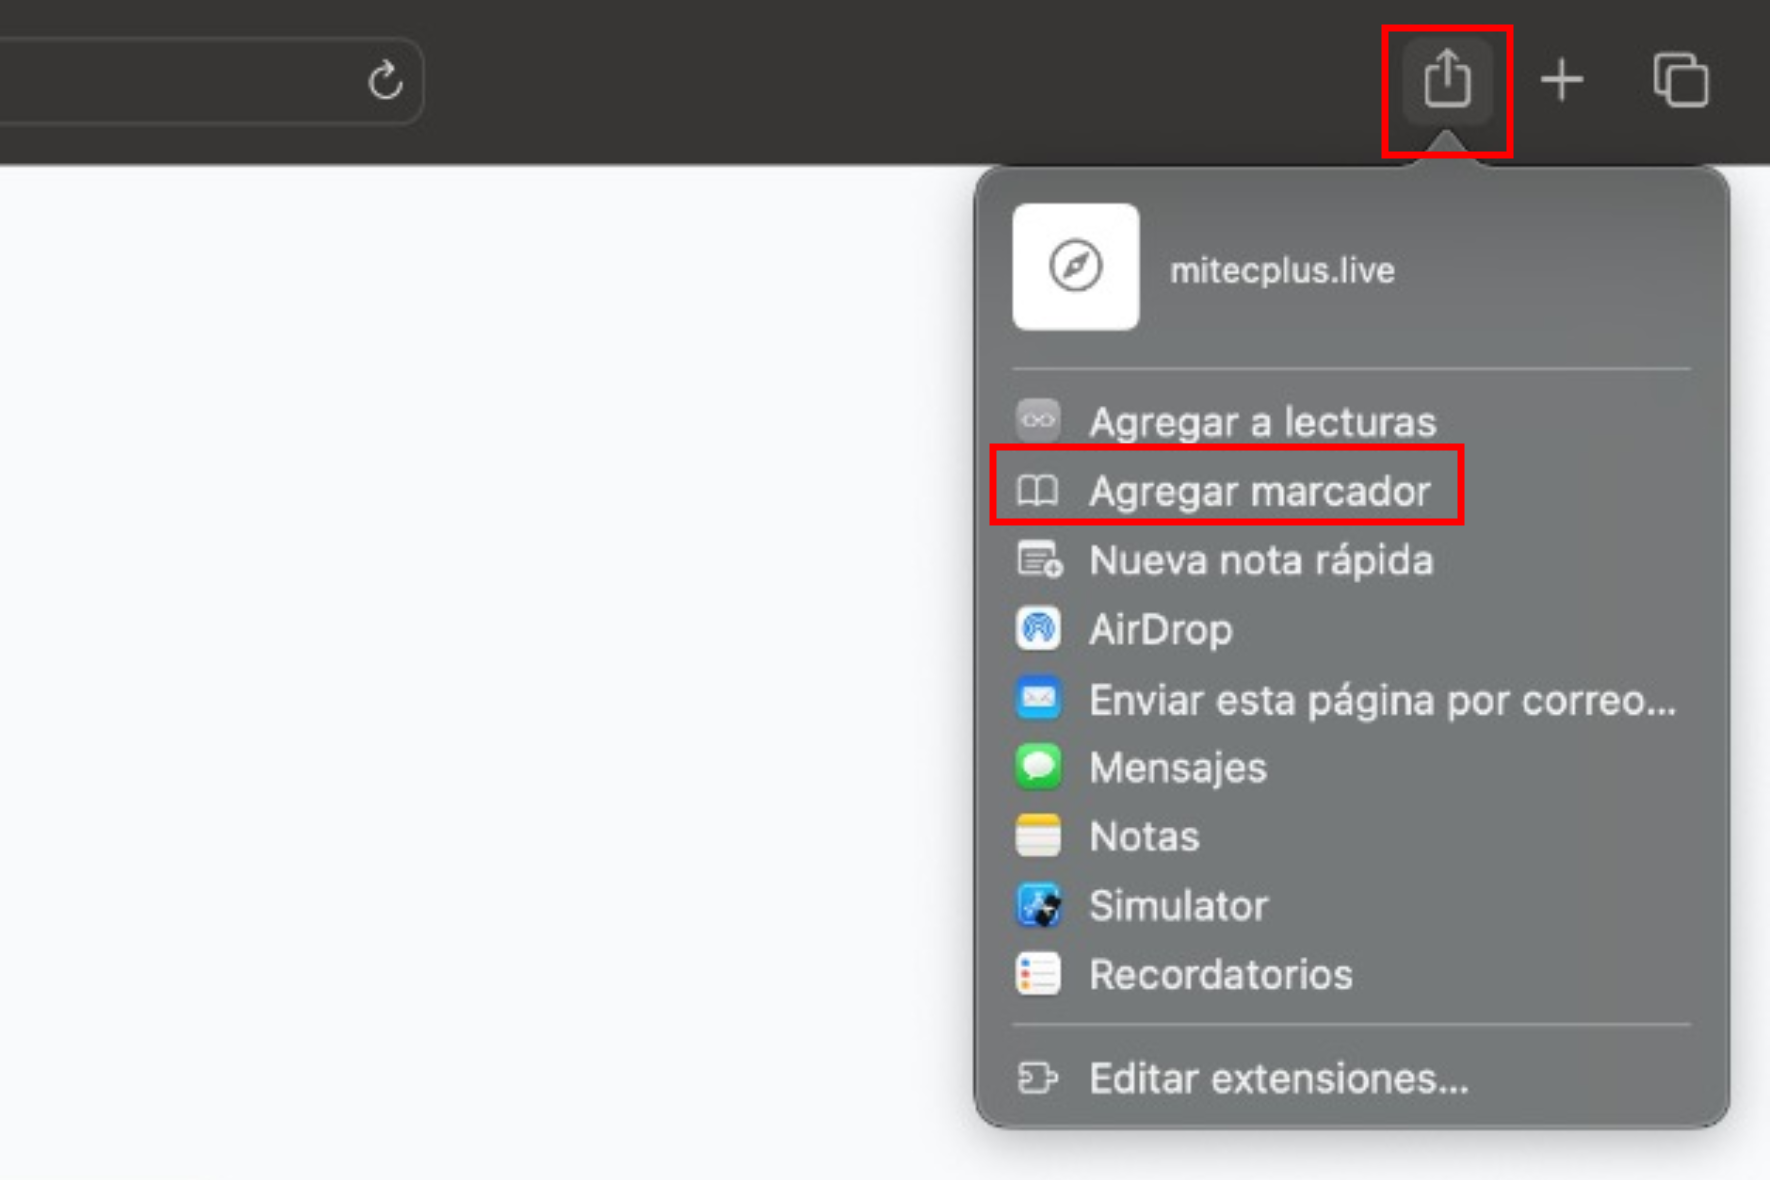 mitecplus.live
Agregar a lecturas
Agregar marcador
Nueva nota rápida
AirDrop
Enviar esta página por correo...
Mensajes
Notas
Simulator
Recordatorios
Editar extensiones...